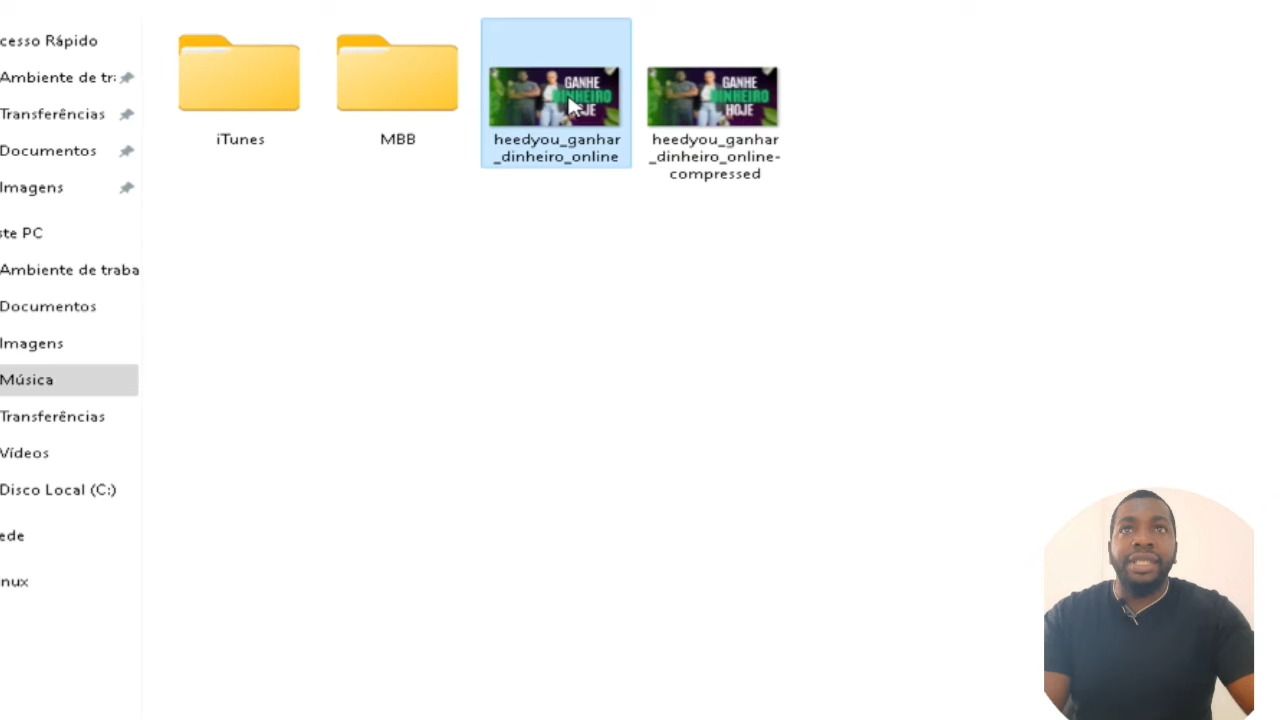 cesso Rápido
Ambiente de tra
Transferências
Documentos
Imagens
ste PC
Ambiente de traba
Documentos
Imagens
Música
Transferências
Vídeos
Disco Local (C:)
ede
nux
iTunes
MBB
GANHE
DINHEIRO
HOJE
heedyou_ganhar
_dinheiro_online
GANHE
DINHEIRO
HOJE
heedyou_ganhar
_dinheiro_online-
compressed